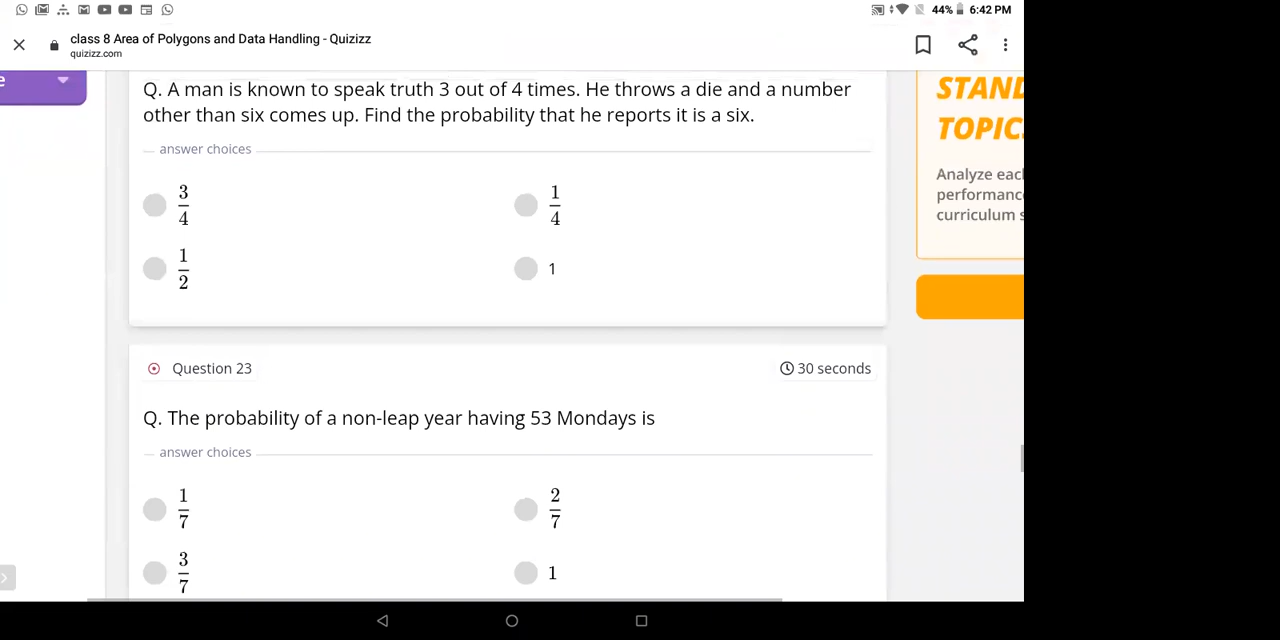 44% 6:42 PM
class 8 Area of Polygons and Data Handling - Quizizz
quizizz.com
e
STAND
TOPIC
Analyze eacl
performanc
curriculum s
Q. A man is known to speak truth 3 out of 4 times. He throws a die and a number
other than six comes up. Find the probability that he reports it is a six.
answer choices
3/4
1/4
1/2
1
Question 23
30 seconds
Q. The probability of a non-leap year having 53 Mondays is
answer choices
1/7
2/7
3/7
1